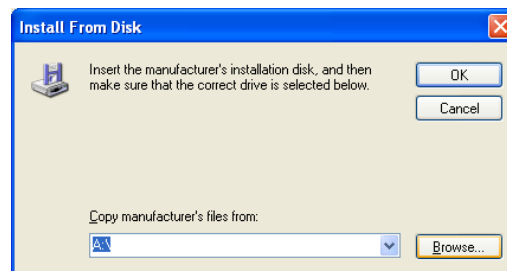 Install From Disk
Insert the manufacturer's installation disk, and then
make sure that the correct drive is selected below.
OK
Cancel
Copy manufacturer's files from:
A:\
Browse...